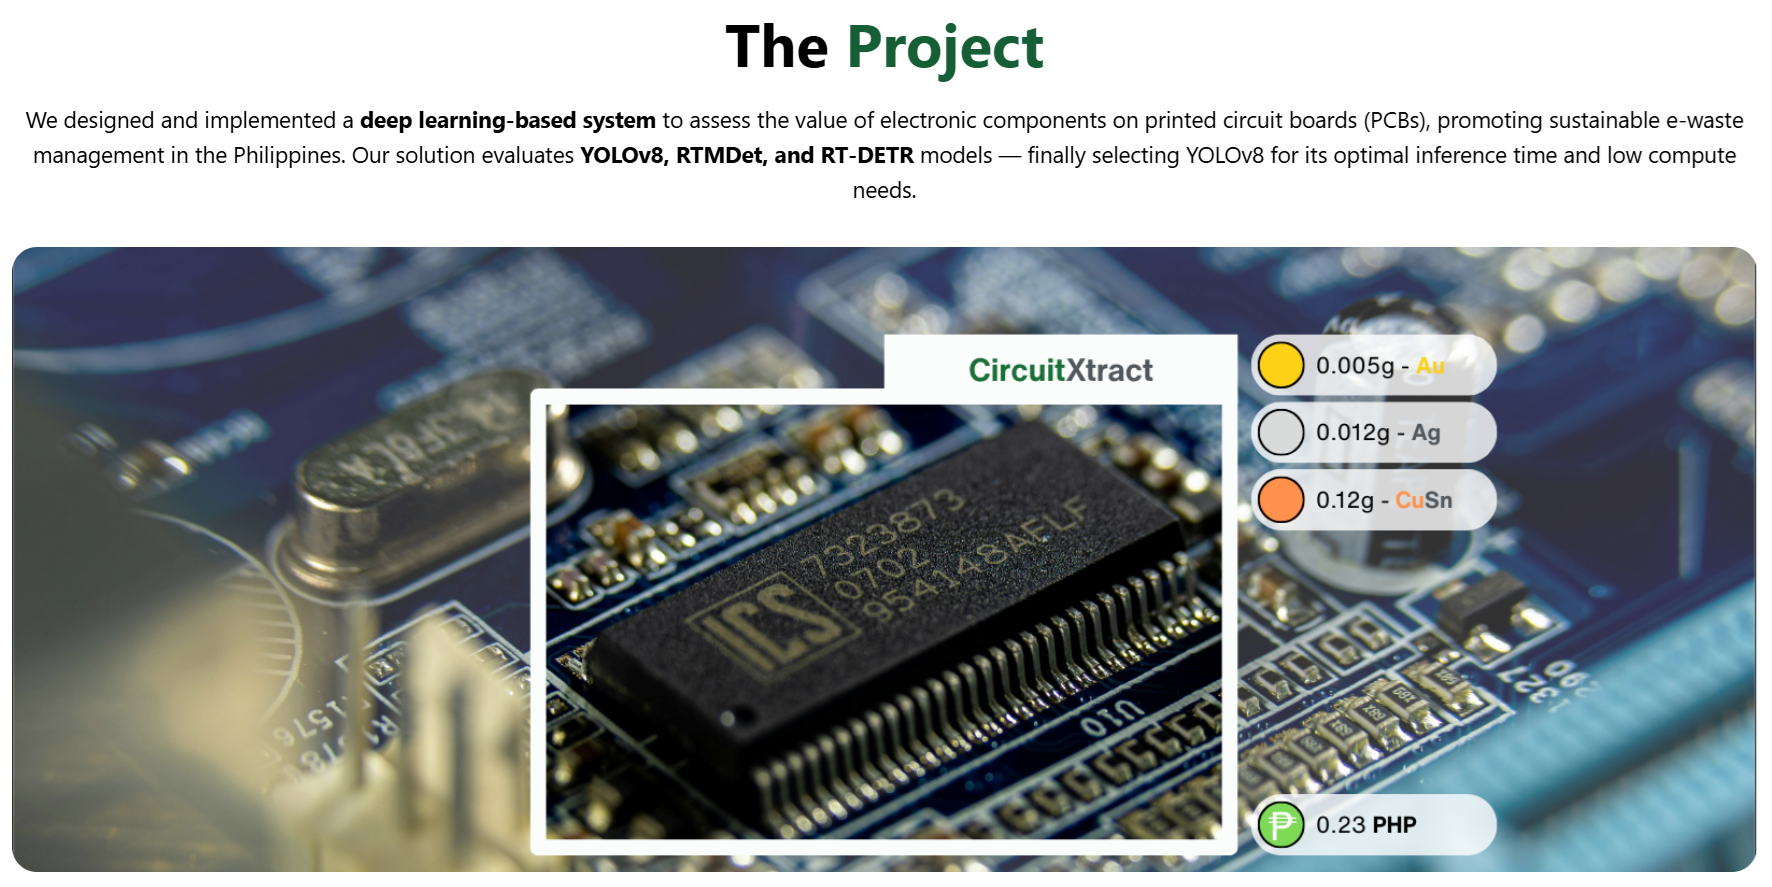 The Project
We designed and implemented a deep learning-based system to assess the value of electronic components on printed circuit boards (PCBs), promoting sustainable e-waste
management in the Philippines. Our solution evaluates YOLOv8, RTMDet, and RT-DETR models — finally selecting YOLOv8 for its optimal inference time and low compute
needs.
CircuitXtract
0.005g - Au
0.012g - Ag
0.12g - CuSn
ICS
7323873
0702
954148AFLF
U10
0.23 PHP